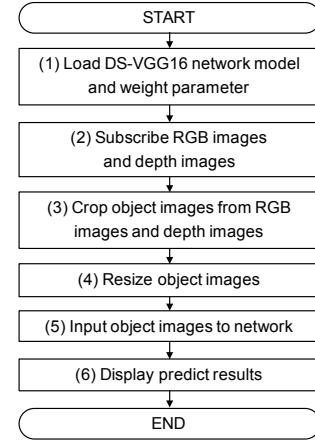 START
(1) Load DS-VGG16 network model
and weight parameter
(2) Subscribe RGB images
and depth images
(3) Crop object images from RGB
images and depth images
(4) Resize object images
(5) Input object images to network
(6) Display predict results
END